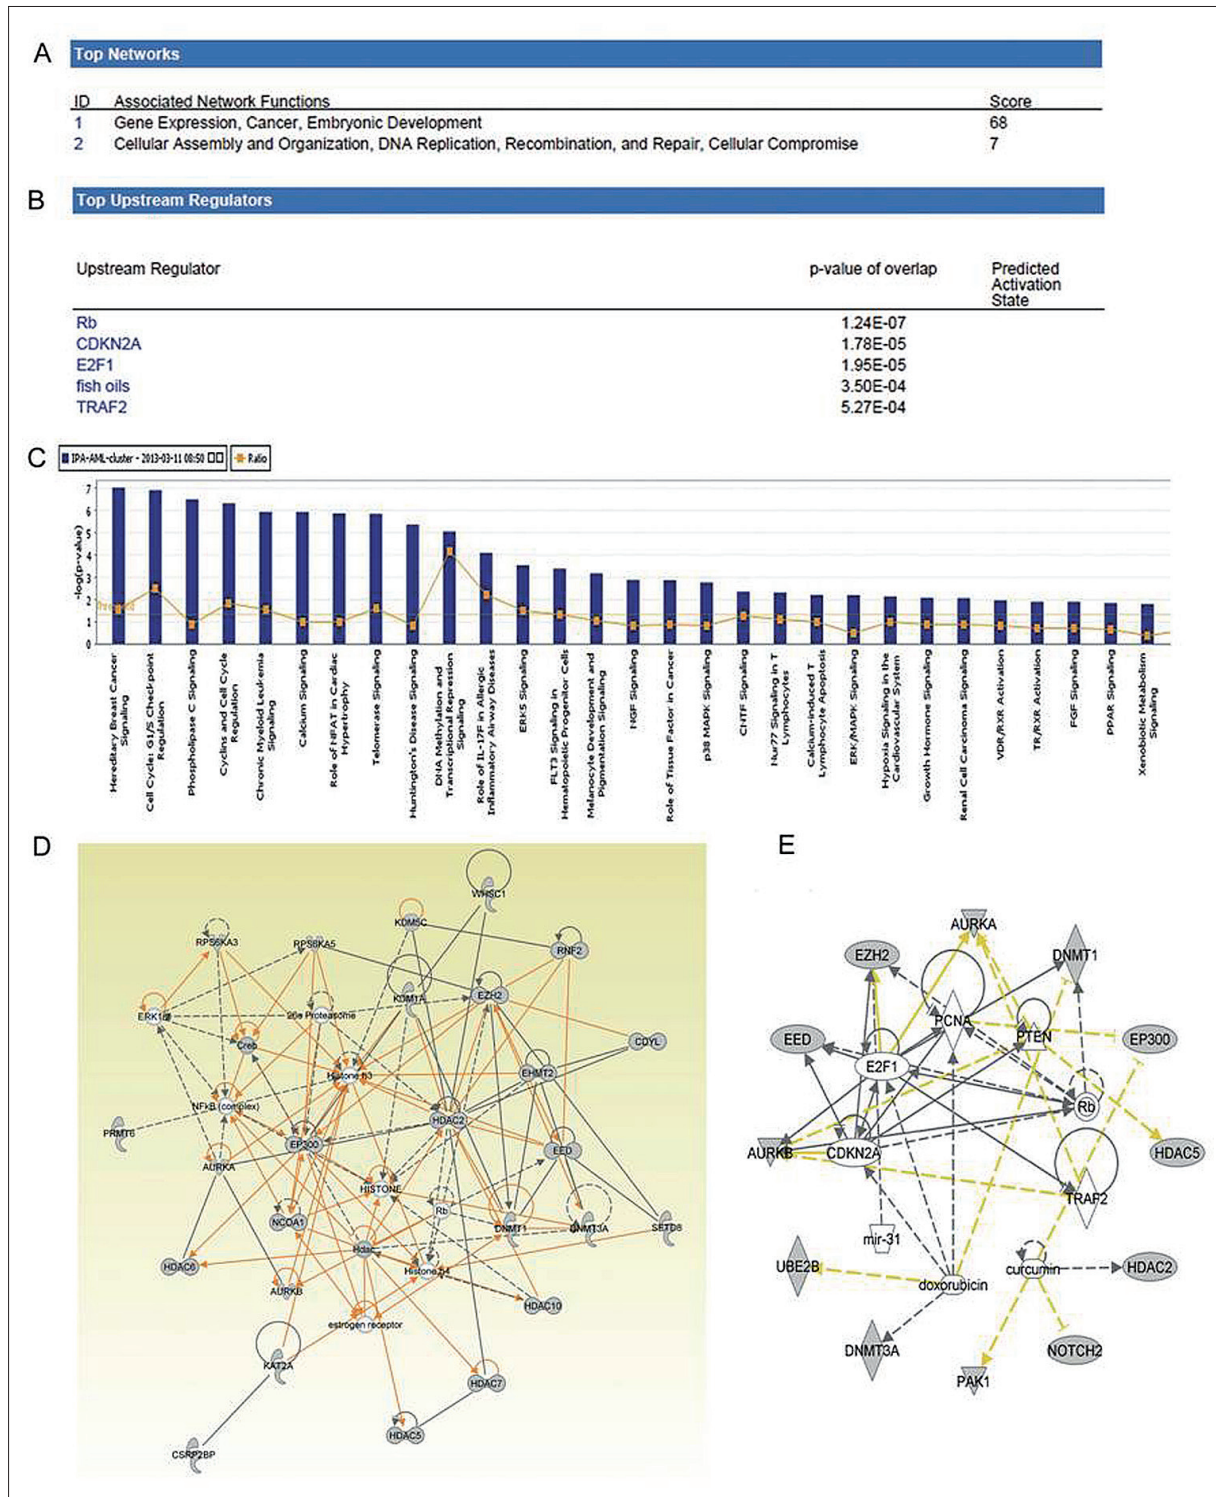 A
Top Networks
ID Associated Network Functions Score
1 Gene Expression, Cancer, Embryonic Development 68
2 Cellular Assembly and Organization, DNA Replication, Recombination, and Repair, Cellular Compromise 7
B
Top Upstream Regulators
Upstream Regulator p-value of overlap Predicted
Activation
State
Rb 1.24E-07
CDKN2A 1.78E-05
E2F1 1.95E-05
fish oils 3.50E-04
TRAF2 5.27E-04
C
IPA-AML-cluster - 2013-03-11 08:50 Ratio
-log(p-value)
7
6
5
4
3
2
1
0
Hereditary Breast Cancer
Signaling
Cell Cycle: G1/S Checkpoint
Regulation
Phospholipase C Signaling
Cyclins and Cell Cycle
Regulation
Chronic Myeloid Leukemia
Signaling
Calcium Signaling
Role of NFAT in Cardiac
Hypertrophy
Telomerase Signaling
Huntington's Disease Signaling
DNA Methylation and
Transcriptional Repression
Signaling
Role of IL-17F in Allergic
Inflammatory Airway Diseases
ERK5 Signaling
FLT3 Signaling in
Hematopoietic Progenitor Cells
Melanocyte Development and
Pigmentation Signaling
NGF Signaling
Role of Tissue Factor in Cancer
p38 MAPK Signaling
CNTF Signaling
Nur77 Signaling in T
Lymphocytes
Calcium-induced T
Lymphocyte Apoptosis
ERK/MAPK Signaling
Hypoxia Signaling in the
Cardiovascular System
Growth Hormone Signaling
Renal Cell Carcinoma Signaling
VDR/RXR Activation
TR/RXR Activation
FGF Signaling
PPAR Signaling
Xenobiotic Metabolism
Signaling
D
WHSC1
KDM5C
RPS6KA3
RPS6KA5
RNF2
KDM1A
EZH2
ERK1/2
26s Proteasome
Creb
CDYL
Histone h3
EHMT2
NFkB (complex)
HDAC2
PRMT6
EP300
EED
AURKA
HISTONE
Rb
NCOA1
DNMT1
DNMT3A
SETD8
Hdac
HDAC6
Histone h4
AURKB
HDAC10
estrogen receptor
KAT2A
HDAC7
HDAC5
CSRP2BP
E
AURKA
EZH2
DNMT1
PCNA
EED
PTEN
EP300
E2F1
Rb
AURKB
CDKN2A
HDAC5
TRAF2
mir-31
UBE2B
curcumin
HDAC2
doxorubicin
DNMT3A
NOTCH2
PAK1